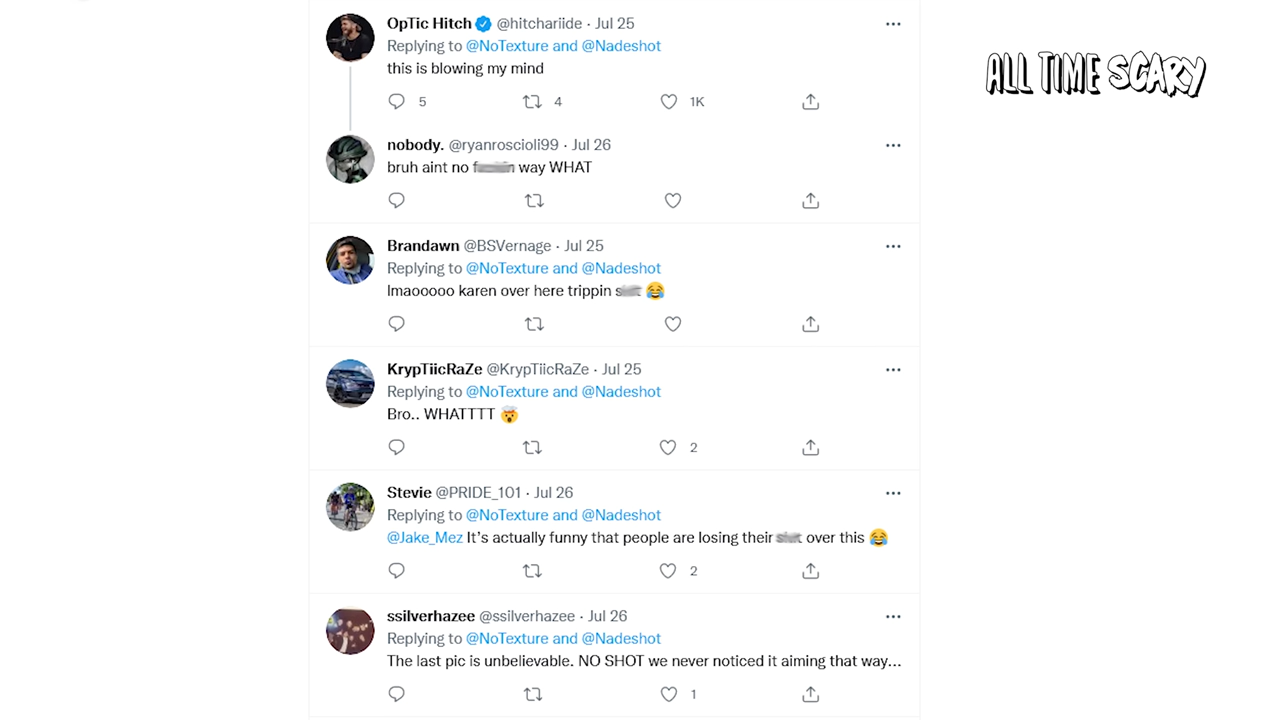 OpTic Hitch @hitchariide · Jul 25
Replying to @NoTexture and @Nadeshot
this is blowing my mind
5 4 1K
ALL TIME SCARY
nobody. @ryanroscioli99 · Jul 26
bruh aint no way WHAT
Brandawn @BSVernage · Jul 25
Replying to @NoTexture and @Nadeshot
lmaooooo karen over here trippin 😂
KrypTiicRaZe @KrypTiicRaZe · Jul 25
Replying to @NoTexture and @Nadeshot
Bro.. WHATTTT 🤯
2
Stevie @PRIDE_101 · Jul 26
Replying to @NoTexture and @Nadeshot
@Jake_Mez It's actually funny that people are losing their over this 😂
2
ssilverhazee @ssilverhazee · Jul 26
Replying to @NoTexture and @Nadeshot
The last pic is unbelievable. NO SHOT we never noticed it aiming that way...
1